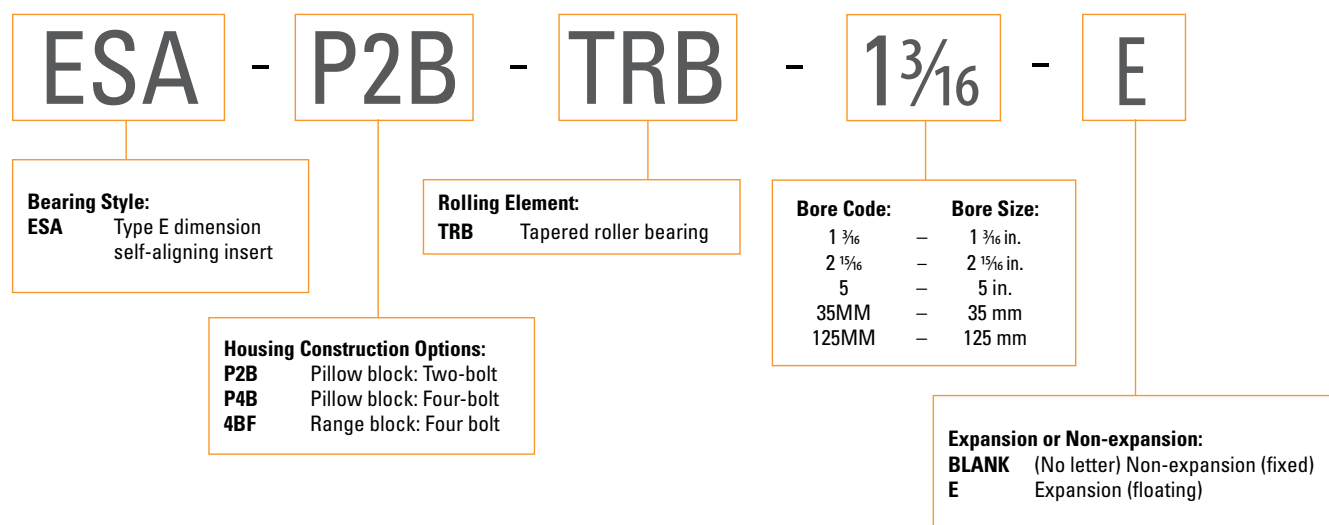 ESA - P2B - TRB - 1 3/16 - E
Bearing Style:
ESA Type E dimension
self-aligning insert
Housing Construction Options:
P2B Pillow block: Two-bolt
P4B Pillow block: Four-bolt
4BF Range block: Four bolt
Rolling Element:
TRB Tapered roller bearing
Bore Code: Bore Size:
1 3/16 – 1 3/16 in.
2 15/16 – 2 15/16 in.
5 – 5 in.
35MM – 35 mm
125MM – 125 mm
Expansion or Non-expansion:
BLANK (No letter) Non-expansion (fixed)
E Expansion (floating)